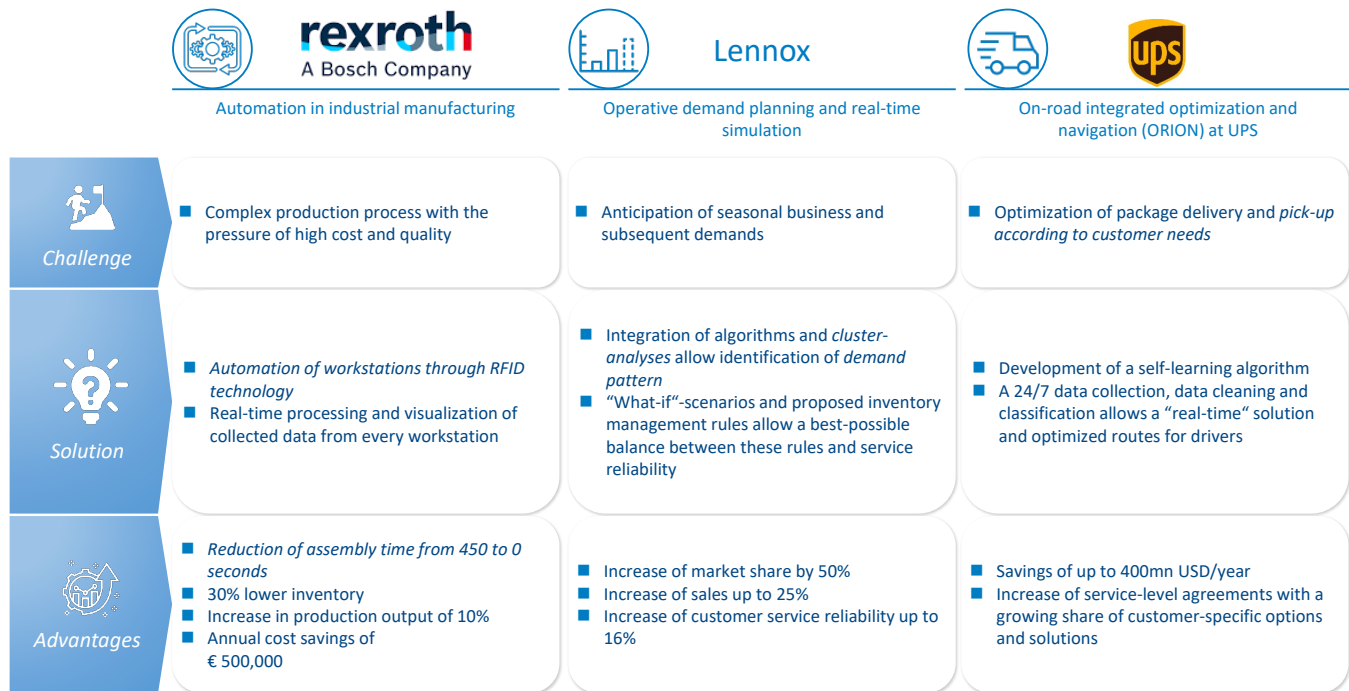 rexroth
A Bosch Company
Lennox
ups
Automation in industrial manufacturing
Operative demand planning and real-time
simulation
On-road integrated optimization and
navigation (ORION) at UPS
Challenge
■ Complex production process with the
pressure of high cost and quality
■ Anticipation of seasonal business and
subsequent demands
■ Optimization of package delivery and pick-up
according to customer needs
?
Solution
■ Automation of workstations through RFID
technology
■ Real-time processing and visualization of
collected data from every workstation
■ Integration of algorithms and cluster-
analyses allow identification of demand
pattern
■ “What-if“-scenarios and proposed inventory
management rules allow a best-possible
balance between these rules and service
reliability
■ Development of a self-learning algorithm
■ A 24/7 data collection, data cleaning and
classification allows a “real-time“ solution
and optimized routes for drivers
Advantages
■ Reduction of assembly time from 450 to 0
seconds
■ 30% lower inventory
■ Increase in production output of 10%
■ Annual cost savings of
€ 500,000
■ Increase of market share by 50%
■ Increase of sales up to 25%
■ Increase of customer service reliability up to
16%
■ Savings of up to 400mn USD/year
■ Increase of service-level agreements with a
growing share of customer-specific options
and solutions